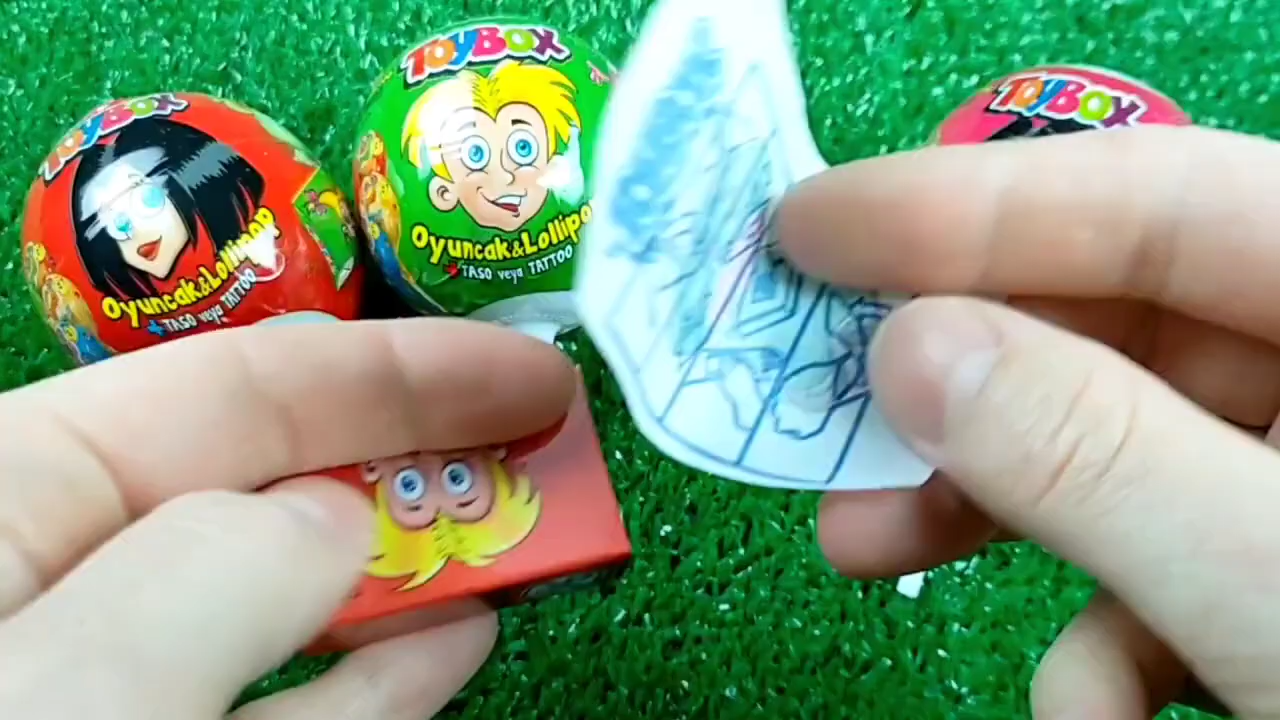 TOYBOX
Oyuncak&Lollipop
+TASO veya TATTOO
TOYBOX
Oyuncak&Lollipo
+TASO veya TATTOO
TOYBOX